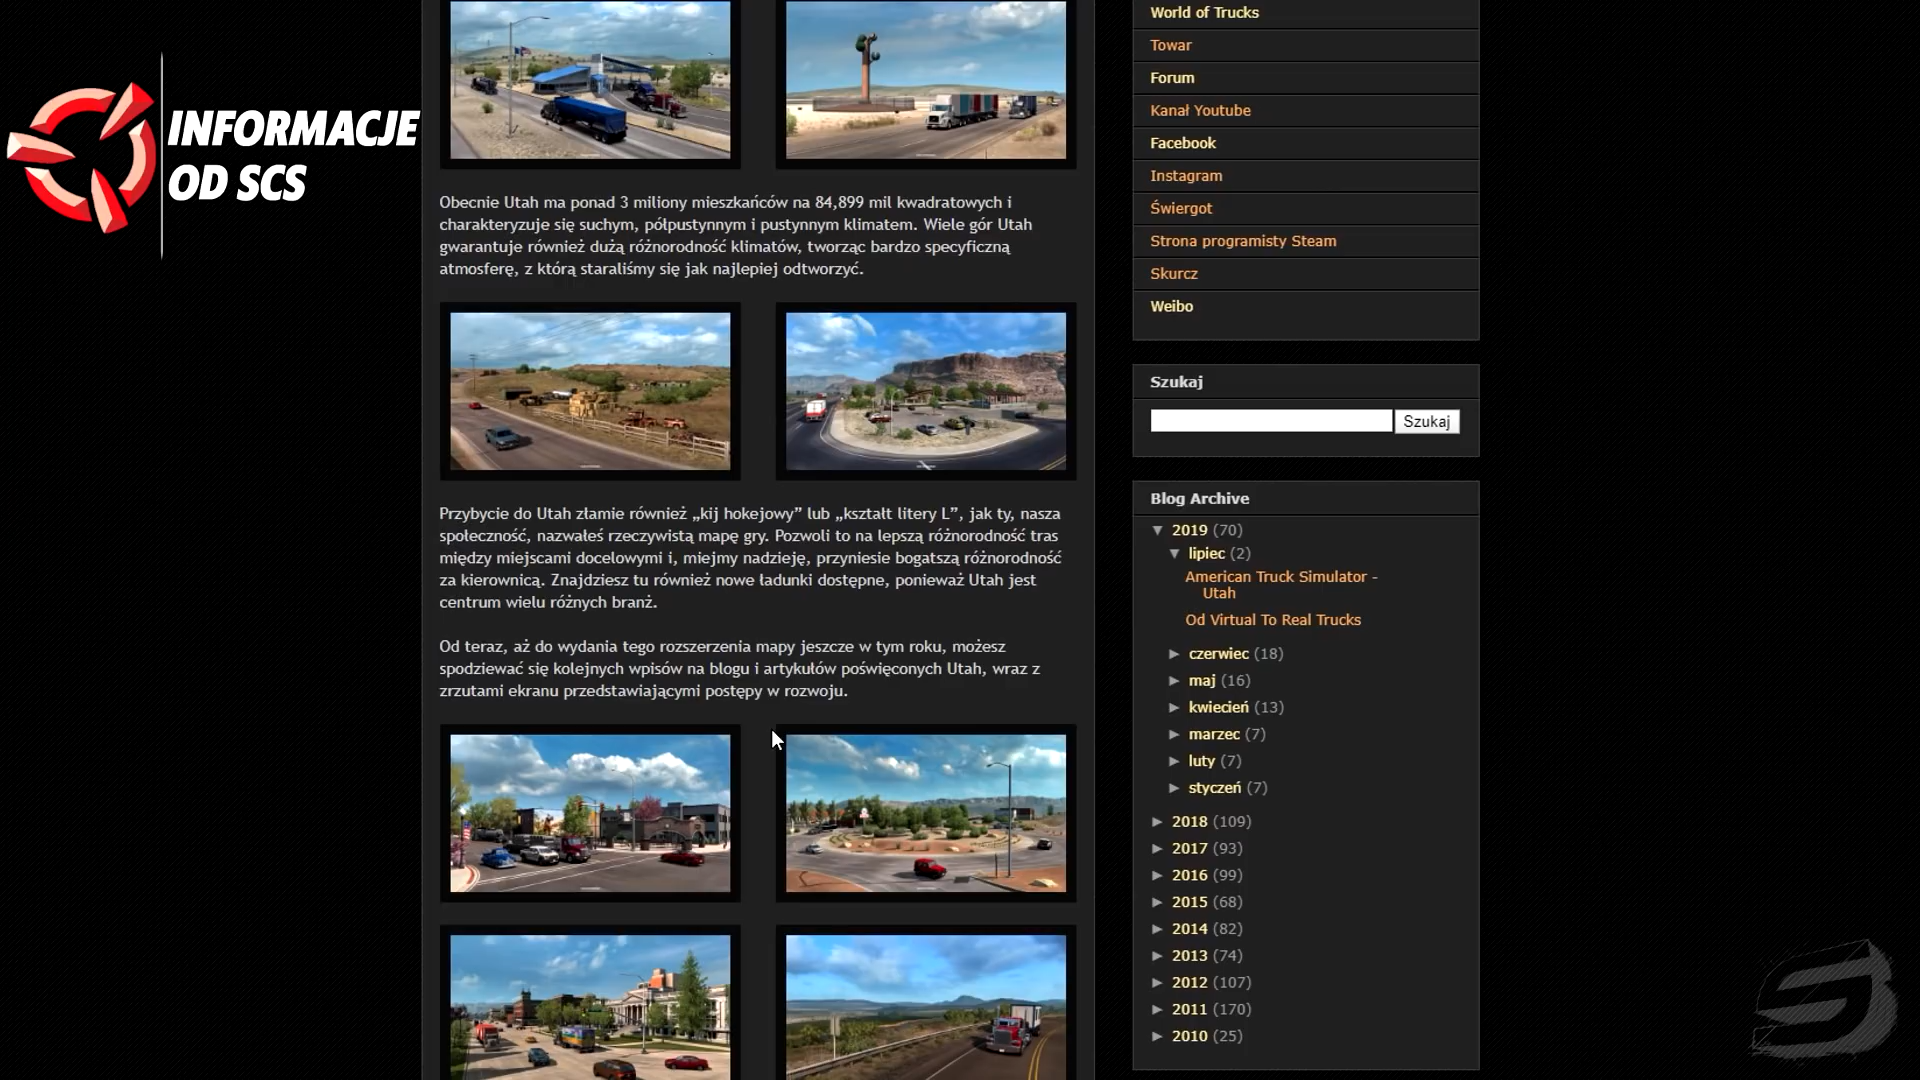 INFORMACJE
OD SCS
Obecnie Utah ma ponad 3 miliony mieszkańców na 84,899 mil kwadratowych i
charakteryzuje się suchym, półpustynnym i pustynnym klimatem. Wiele gór Utah
gwarantuje również dużą różnorodność klimatów, tworząc bardzo specyficzną
atmosferę, z którą staraliśmy się jak najlepiej odtworzyć.
Przybycie do Utah złamie również „kij hokejowy” lub „kształt litery L”, jak ty, nasza
społeczność, nazwałeś rzeczywistą mapę gry. Pozwoli to na lepszą różnorodność tras
między miejscami docelowymi i, miejmy nadzieję, przyniesie bogatszą różnorodność
za kierownicą. Znajdziesz tu również nowe ładunki dostępne, ponieważ Utah jest
centrum wielu różnych branż.
Od teraz, aż do wydania tego rozszerzenia mapy jeszcze w tym roku, możesz
spodziewać się kolejnych wpisów na blogu i artykułów poświęconych Utah, wraz z
zrzutami ekranu przedstawiającymi postępy w rozwoju.
World of Trucks
Towar
Forum
Kanał Youtube
Facebook
Instagram
Świergot
Strona programisty Steam
Skurcz
Weibo
Szukaj
Szukaj
Blog Archive
▼ 2019 (70)
▼ lipiec (2)
American Truck Simulator -
Utah
Od Virtual To Real Trucks
► czerwiec (18)
► maj (16)
► kwiecień (13)
► marzec (7)
► luty (7)
► styczeń (7)
► 2018 (109)
► 2017 (93)
► 2016 (99)
► 2015 (68)
► 2014 (82)
► 2013 (74)
► 2012 (107)
► 2011 (170)
► 2010 (25)